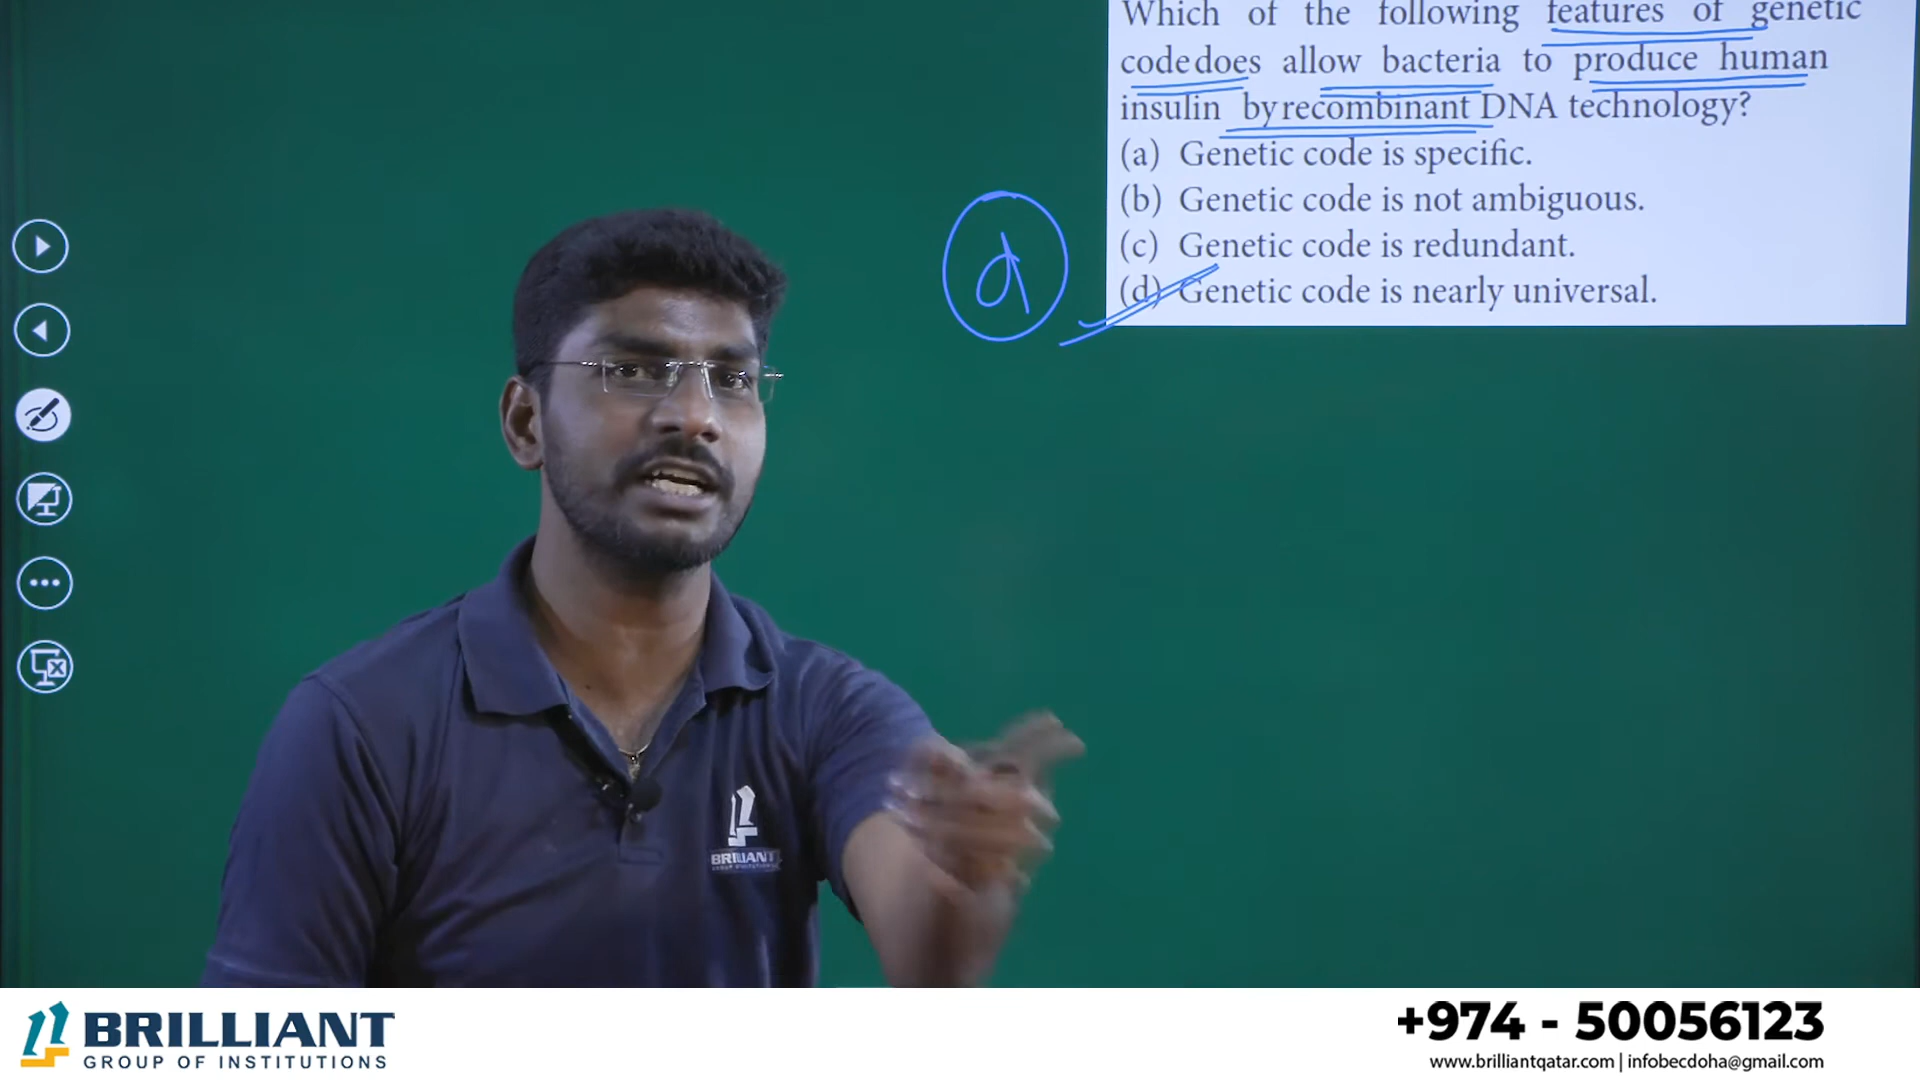 Which of the following features of genetic
code does allow bacteria to produce human
insulin by recombinant DNA technology?
(a) Genetic code is specific.
(b) Genetic code is not ambiguous.
(c) Genetic code is redundant.
(d) Genetic code is nearly universal.
d
BRILLIANT
BRILLIANT
GROUP OF INSTITUTIONS
+974 - 50056123
www.brilliantqatar.com | infobecdoha@gmail.com